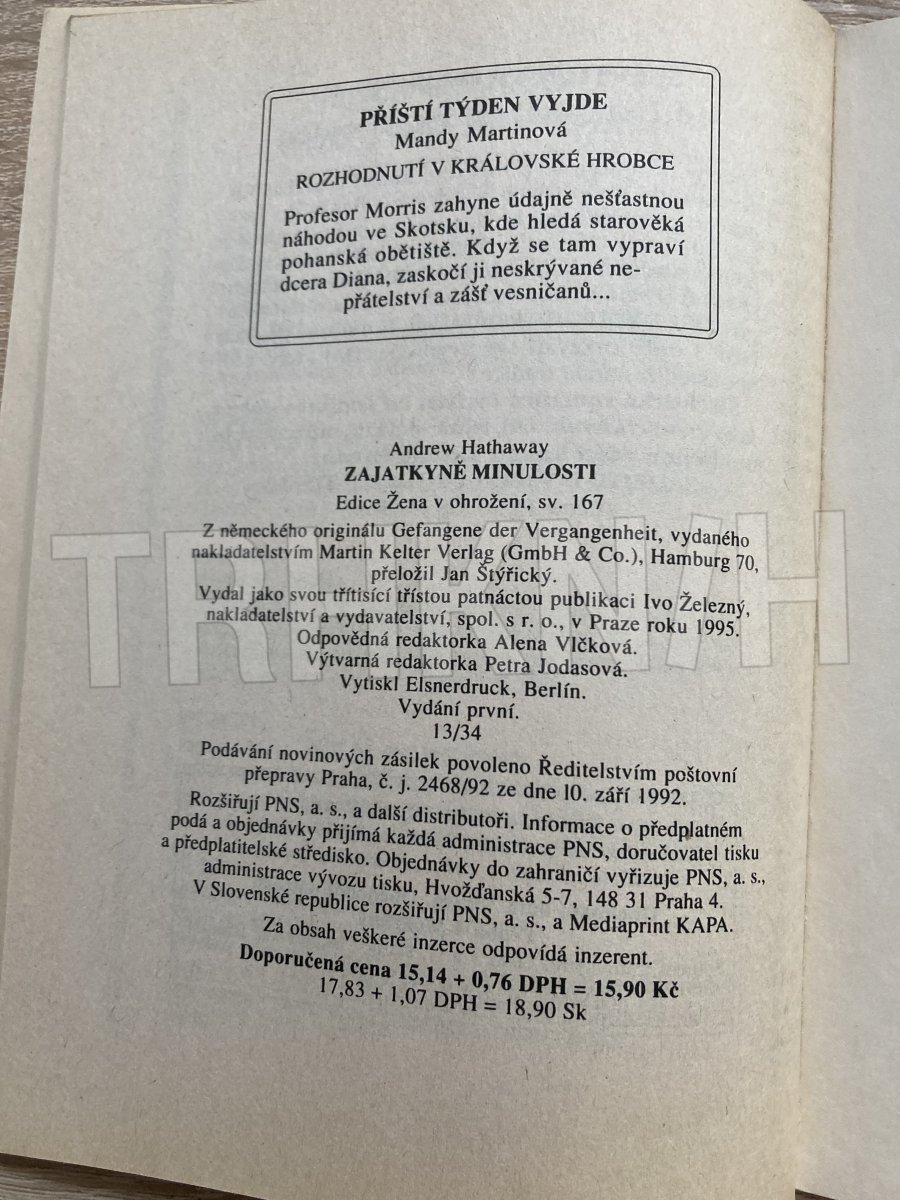 PŘÍŠTÍ TÝDEN VYJDE
Mandy Martinová
ROZHODNUTÍ V KRÁLOVSKÉ HROBCE
Profesor Morris zahyne údajně nešťastnou
náhodou ve Skotsku, kde hledá starověká
pohanská obětiště. Když se tam vypraví
dcera Diana, zaskočí ji neskrývané ne-
přátelství a zášť vesničanů...
Andrew Hathaway
ZAJATKYNĚ MINULOSTI
Edice Žena v ohrožení, sv. 167
Z německého originálu Gefangene der Vergangenheit, vydaného
nakladatelstvím Martin Kelter Verlag (GmbH & Co.), Hamburg 70,
přeložil Jan Štýřický.
Vydal jako svou třítisící třístou patnáctou publikaci Ivo Železný,
nakladatelství a vydavatelství, spol. s r. o., v Praze roku 1995.
Odpovědná redaktorka Alena Vlčková.
Výtvarná redaktorka Petra Jodasová.
Vytiskl Elsnerdruck, Berlín.
Vydání první.
13/34
Podávání novinových zásilek povoleno Ředitelstvím poštovní
přepravy Praha, č. j. 2468/92 ze dne 10. září 1992.
Rozšiřují PNS, a. s., a další distributoři. Informace o předplatném
podá a objednávky přijímá každá administrace PNS, doručovatel tisku
a předplatitelské středisko. Objednávky do zahraničí vyřizuje PNS, a. s.,
administrace vývozu tisku, Hvožďanská 5-7, 148 31 Praha 4.
V Slovenské republice rozšiřují PNS, a. s., a Mediaprint KAPA.
Za obsah veškeré inzerce odpovídá inzerent.
Doporučená cena 15,14 + 0,76 DPH = 15,90 Kč
17,83 + 1,07 DPH = 18,90 Sk